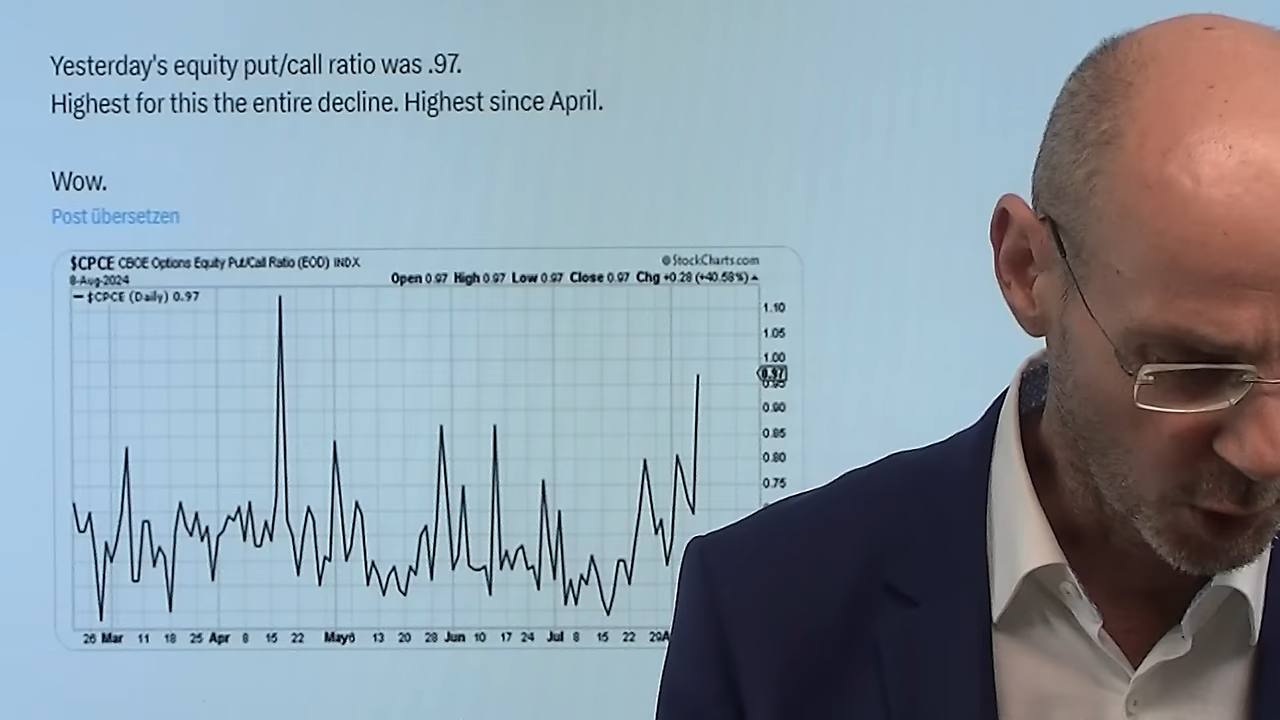 Yesterday's equity put/call ratio was .97.
Highest for this the entire decline. Highest since April.
Wow.
Post übersetzen
$CPCE CBOE Options Equity Put/Call Ratio (EOD) INDX
© StockCharts.com
8-Aug-2024
Open 0.97 High 0.97 Low 0.97 Close 0.97 Chg +0.28 (+40.58%)
$CPCE (Daily) 0.97
1.10
1.05
1.00
0.97
0.95
0.90
0.85
0.80
0.75
26 Mar 11 18 25 Apr 8 15 22 May 6 13 20 28 Jun 10 17 24 Jul 8 15 22 29 A